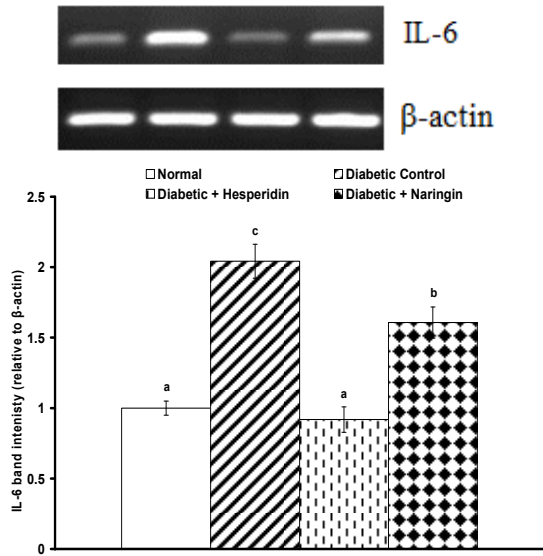 IL-6
β-actin
Normal
Diabetic Control
Diabetic + Hesperidin
Diabetic + Naringin
IL-6 band intenisty (relative to β-actin)
2.5
2
1.5
1
0.5
0
a
c
a
b